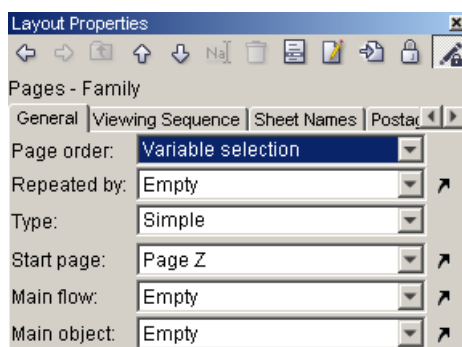 Layout Properties
Na
Pages - Family
General Viewing Sequence Sheet Names
Page order: Variable selection
Repeated by: Empty
Type: Simple
Start page: Page Z
Main flow: Empty
Main object: Empty